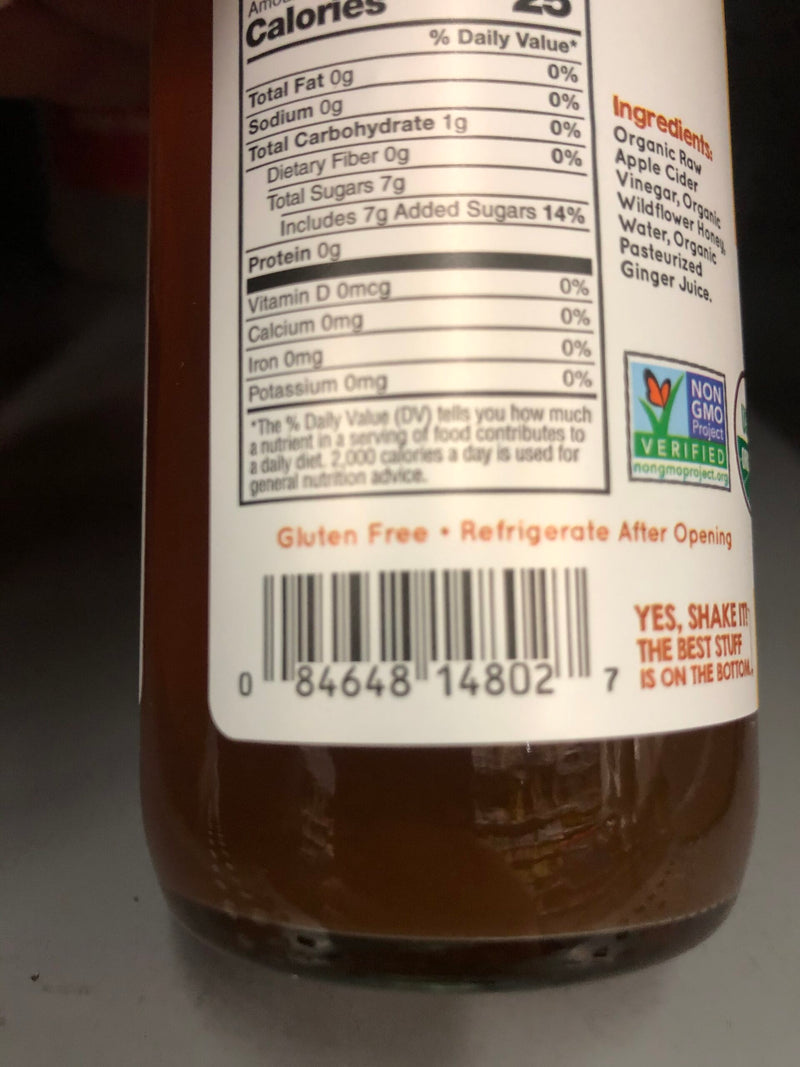 Calories 25
% Daily Value*
Total Fat 0g 0%
Sodium 0g 0%
Total Carbohydrate 1g 0%
Dietary Fiber 0g 0%
Total Sugars 7g
Includes 7g Added Sugars 14%
Protein 0g
Vitamin D 0mcg 0%
Calcium 0mg 0%
Iron 0mg 0%
Potassium 0mg 0%
*The % Daily Value (DV) tells you how much
a nutrient in a serving of food contributes to
a daily diet. 2,000 calories a day is used for
general nutrition advice.
Ingredients:
Organic Raw
Apple Cider
Vinegar, Organic
Wildflower Honey,
Water, Organic
Pasteurized
Ginger Juice.
NON
GMO
Project
VERIFIED
nongmoproject.org
Gluten Free • Refrigerate After Opening
YES, SHAKE IT!
THE BEST STUFF
IS ON THE BOTTOM.
0 84648 14802 7